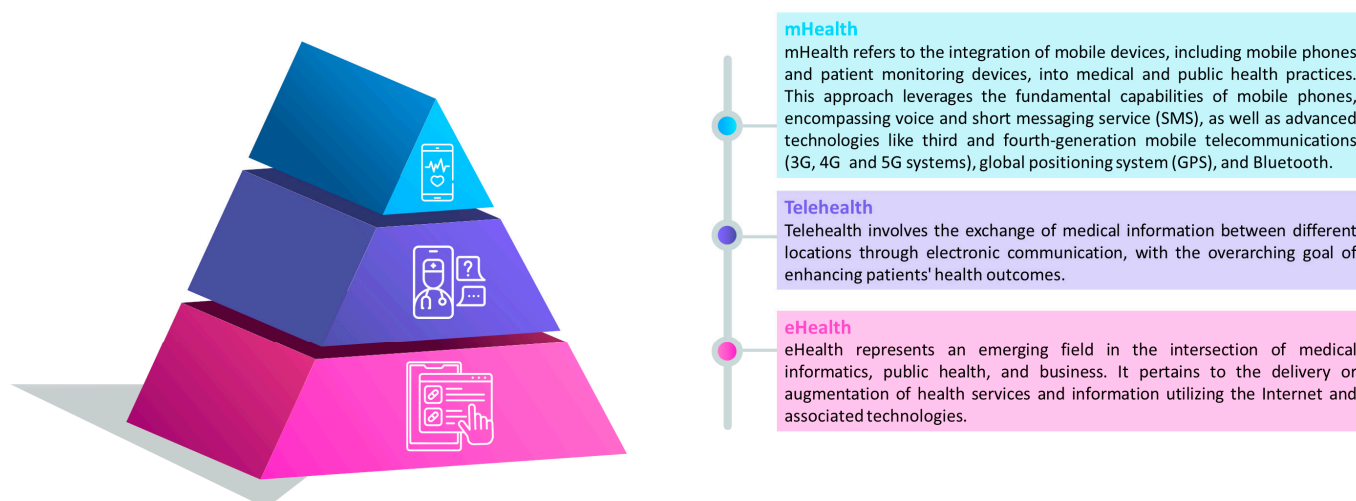 mHealth
mHealth refers to the integration of mobile devices, including mobile phones
and patient monitoring devices, into medical and public health practices.
This approach leverages the fundamental capabilities of mobile phones,
encompassing voice and short messaging service (SMS), as well as advanced
technologies like third and fourth-generation mobile telecommunications
(3G, 4G and 5G systems), global positioning system (GPS), and Bluetooth.
Telehealth
Telehealth involves the exchange of medical information between different
locations through electronic communication, with the overarching goal of
enhancing patients' health outcomes.
eHealth
eHealth represents an emerging field in the intersection of medical
informatics, public health, and business. It pertains to the delivery or
augmentation of health services and information utilizing the Internet and
associated technologies.